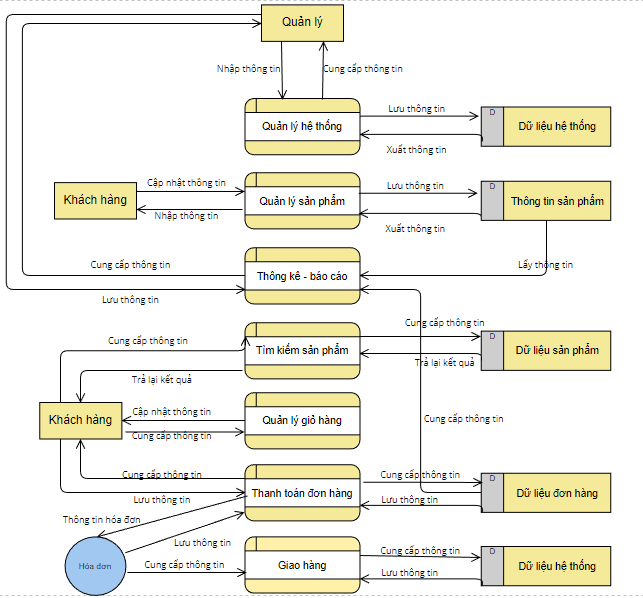 Quản lý
Nhập thông tin
Cung cấp thông tin
Quản lý hệ thống
Lưu thông tin
Xuất thông tin
D
Dữ liệu hệ thống
Khách hàng
Cập nhật thông tin
Nhập thông tin
Quản lý sản phẩm
Lưu thông tin
Xuất thông tin
D
Thông tin sản phẩm
Cung cấp thông tin
Lưu thông tin
Thống kê - báo cáo
Lấy thông tin
Cung cấp thông tin
Trả lại kết quả
Tìm kiếm sản phẩm
Cung cấp thông tin
Trả lại kết quả
D
Dữ liệu sản phẩm
Khách hàng
Cập nhật thông tin
Cung cấp thông tin
Quản lý giỏ hàng
Cung cấp thông tin
Cung cấp thông tin
Lưu thông tin
Thanh toán đơn hàng
Cung cấp thông tin
Lưu thông tin
D
Dữ liệu đơn hàng
Thông tin hóa đơn
Lưu thông tin
Hóa đơn
Cung cấp thông tin
Giao hàng
Cung cấp thông tin
Lưu thông tin
D
Dữ liệu hệ thống